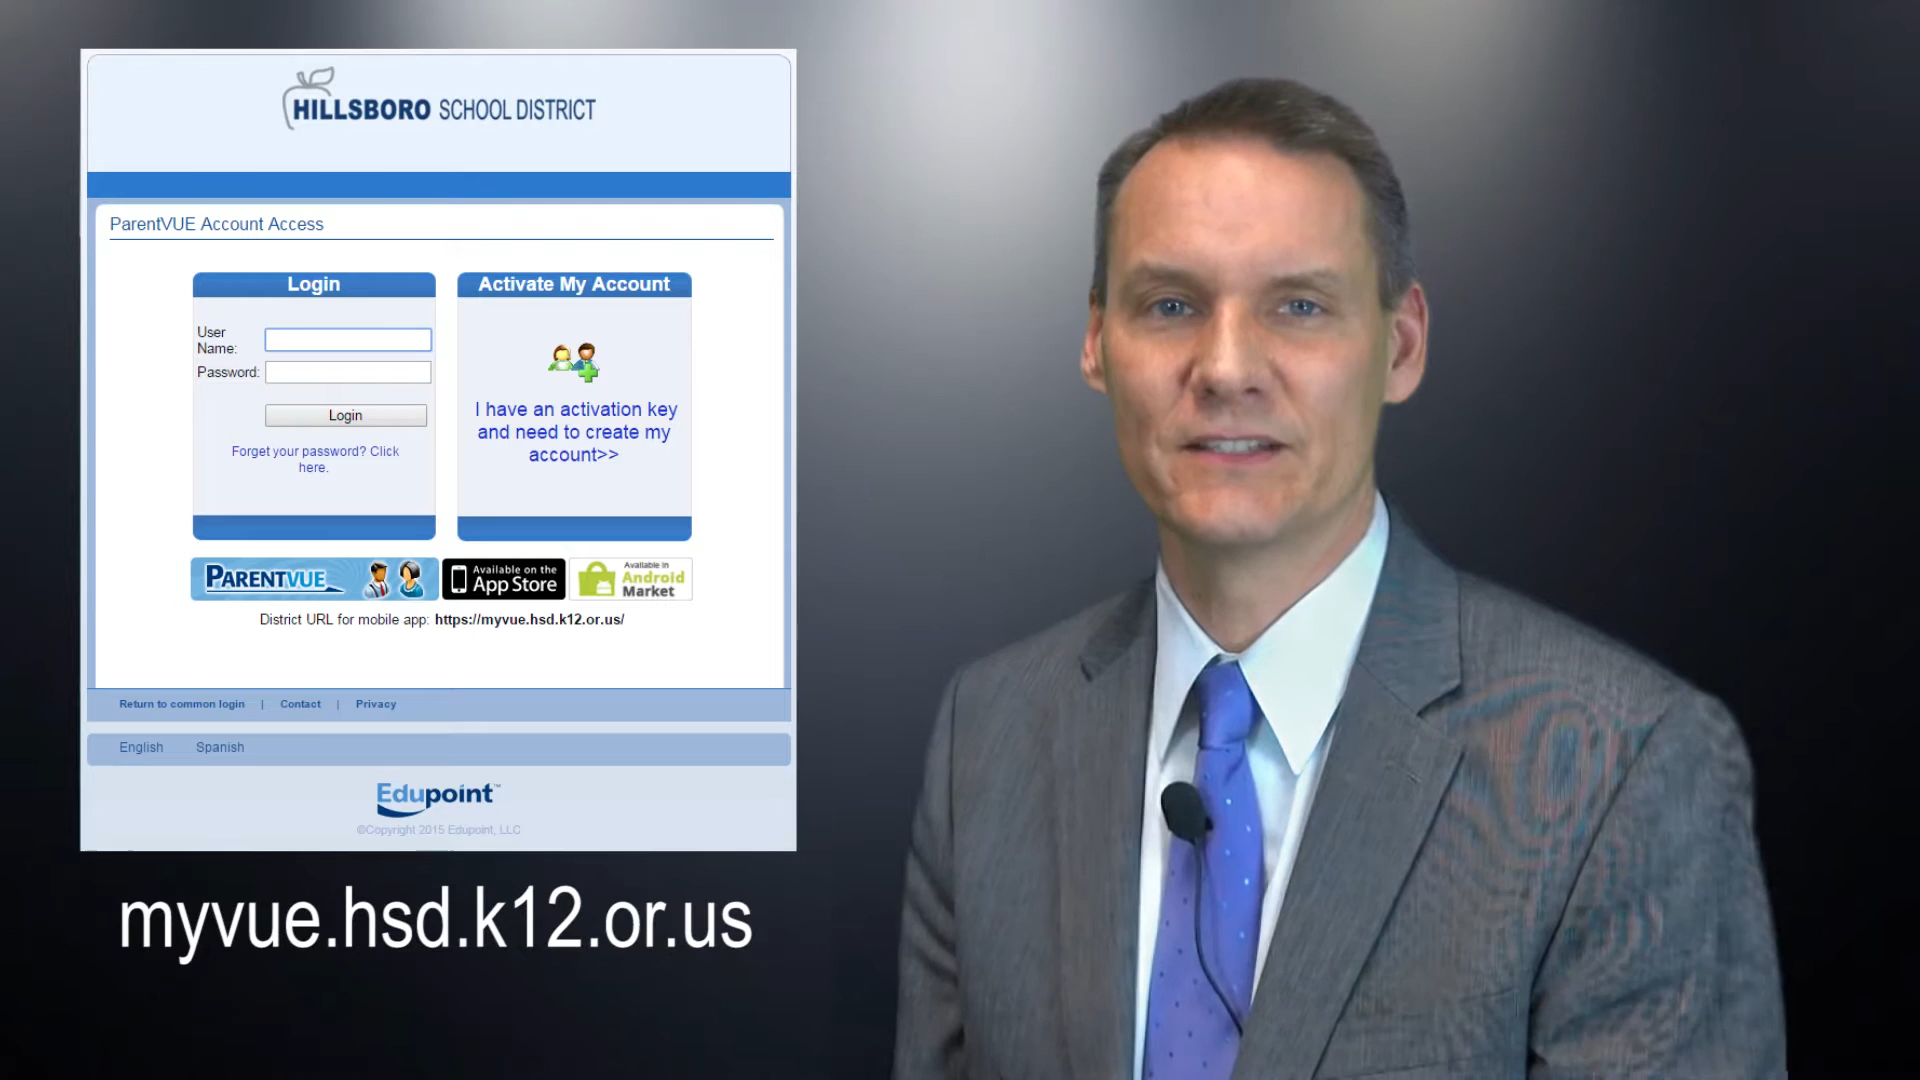 HILLSBORO SCHOOL DISTRICT
ParentVUE Account Access
Login
User
Name:
Password:
Login
Forget your password? Click
here.
Activate My Account
I have an activation key
and need to create my
account>>
PARENTVUE
Available on the
App Store
Available in
Android
Market
District URL for mobile app: https://myvue.hsd.k12.or.us/
Return to common login | Contact | Privacy
English Spanish
Edupoint™
©Copyright 2015 Edupoint, LLC
myvue.hsd.k12.or.us